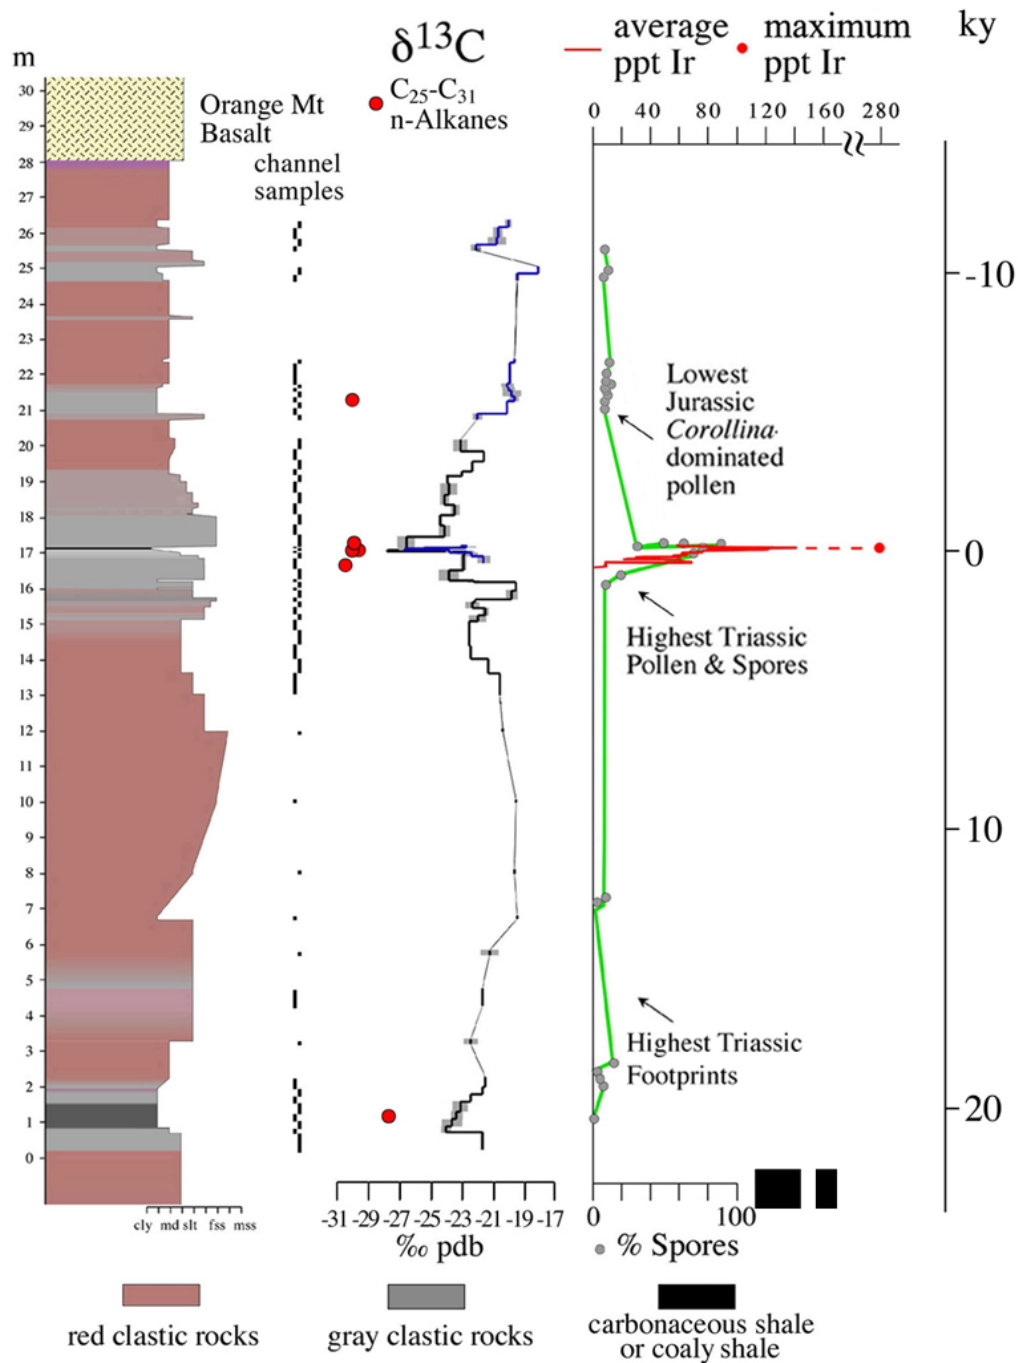 δ13C
average
ppt Ir
maximum
ppt Ir
ky
m
C25-C31
n-Alkanes
Orange Mt
Basalt
channel
samples
0 40 80 120 160 280
30
29
28
27
26
25
24
23
22
21
20
19
18
17
16
15
14
13
12
11
10
9
8
7
6
5
4
3
2
1
0
-10
0
10
20
Lowest
Jurassic
Corollina-
dominated
pollen
Highest Triassic
Pollen & Spores
Highest Triassic
Footprints
cly md slt fss mss
-31 -29 -27 -25 -23 -21 -19 -17
‰ pdb
0 100
% Spores
red clastic rocks
gray clastic rocks
carbonaceous shale
or coaly shale